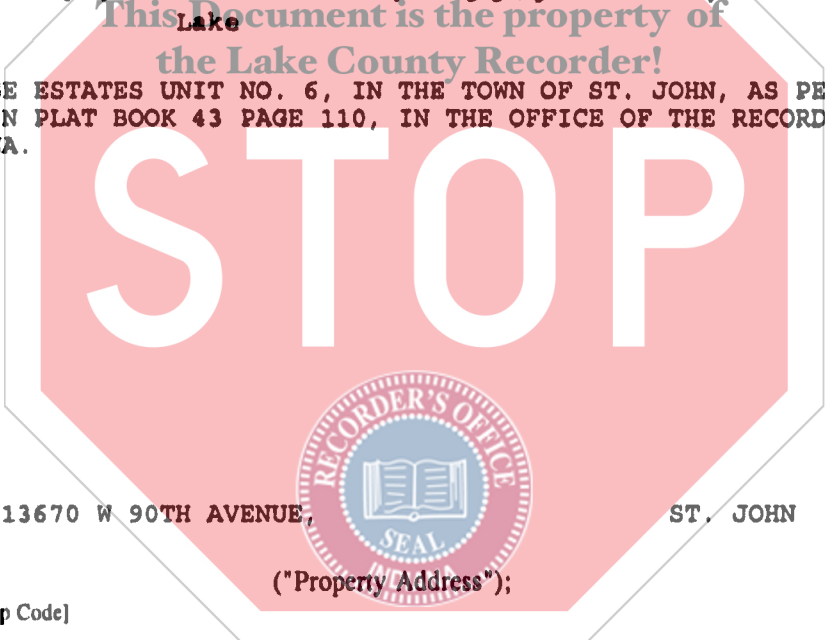 This Document is the property of
Lake
the Lake County Recorder!
E ESTATES UNIT NO. 6, IN THE TOWN OF ST. JOHN, AS PE
N PLAT BOOK 43 PAGE 110, IN THE OFFICE OF THE RECORD
A.
STOP
RECORDER'S OFFICE
SEAL
INDIANA
13670 W 90TH AVENUE, ST. JOHN
("Property Address");
p Code]